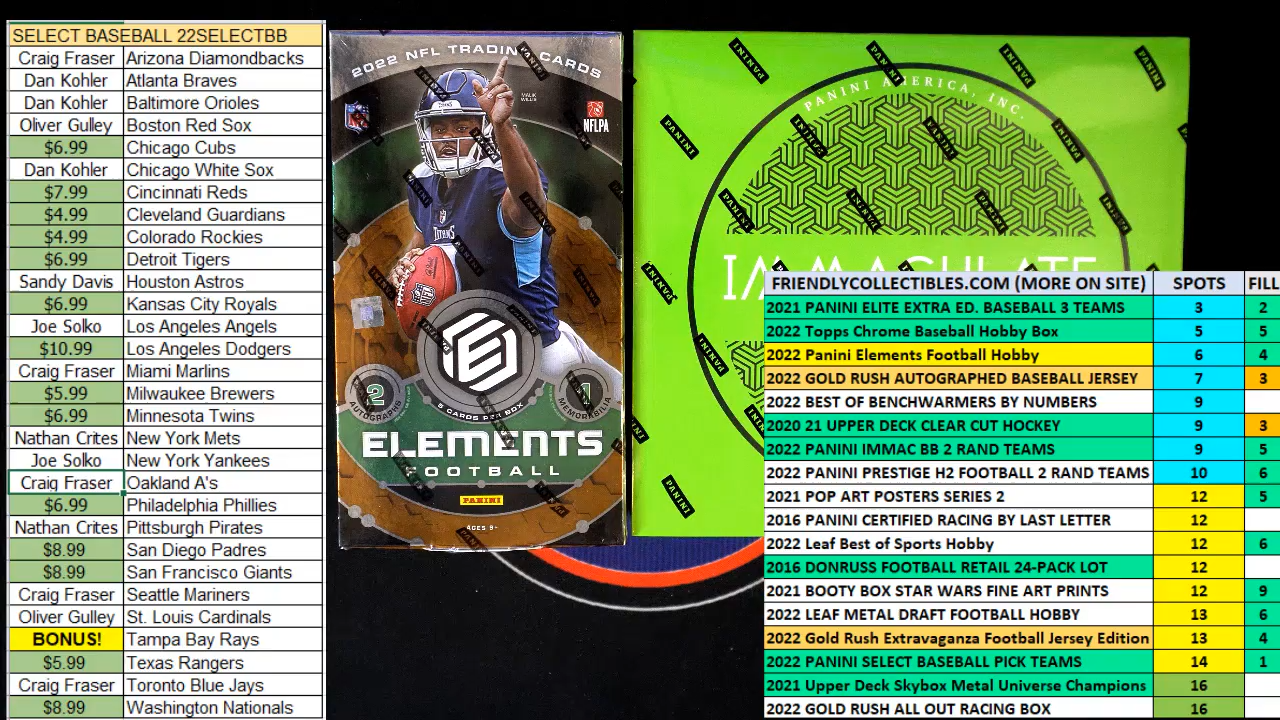 SELECT BASEBALL 22SELECTBB
Craig Fraser Arizona Diamondbacks
Dan Kohler Atlanta Braves
Dan Kohler Baltimore Orioles
Oliver Gulley Boston Red Sox
$6.99 Chicago Cubs
Dan Kohler Chicago White Sox
$7.99 Cincinnati Reds
$4.99 Cleveland Guardians
$4.99 Colorado Rockies
$6.99 Detroit Tigers
Sandy Davis Houston Astros
$6.99 Kansas City Royals
Joe Solko Los Angeles Angels
$10.99 Los Angeles Dodgers
Craig Fraser Miami Marlins
$5.99 Milwaukee Brewers
$6.99 Minnesota Twins
Nathan Crites New York Mets
Joe Solko New York Yankees
Craig Fraser Oakland A's
$6.99 Philadelphia Phillies
Nathan Crites Pittsburgh Pirates
$8.99 San Diego Padres
$8.99 San Francisco Giants
Craig Fraser Seattle Mariners
Oliver Gulley St. Louis Cardinals
BONUS! Tampa Bay Rays
$5.99 Texas Rangers
Craig Fraser Toronto Blue Jays
$8.99 Washington Nationals
2022 NFL TRADING CARDS
MALIK
WILLIS
NFL
NFLPA
TITANS
2
AUTOGRAPHS
5 CARDS PER BOX
1
MEMORABILIA
ELEMENTS
FOOTBALL
PANINI
AGES 9+
PANINI AMERICA, INC.
IMMACULATE
FRIENDLYCOLLECTIBLES.COM (MORE ON SITE) SPOTS FILL
2021 PANINI ELITE EXTRA ED. BASEBALL 3 TEAMS 3 2
2022 Topps Chrome Baseball Hobby Box 5 5
2022 Panini Elements Football Hobby 6 4
2022 GOLD RUSH AUTOGRAPHED BASEBALL JERSEY 7 3
2022 BEST OF BENCHWARMERS BY NUMBERS 9
2020 21 UPPER DECK CLEAR CUT HOCKEY 9 3
2022 PANINI IMMAC BB 2 RAND TEAMS 9 5
2022 PANINI PRESTIGE H2 FOOTBALL 2 RAND TEAMS 10 6
2021 POP ART POSTERS SERIES 2 12 5
2016 PANINI CERTIFIED RACING BY LAST LETTER 12
2022 Leaf Best of Sports Hobby 12 6
2016 DONRUSS FOOTBALL RETAIL 24-PACK LOT 12
2021 BOOTY BOX STAR WARS FINE ART PRINTS 12 9
2022 LEAF METAL DRAFT FOOTBALL HOBBY 13 6
2022 Gold Rush Extravaganza Football Jersey Edition 13 4
2022 PANINI SELECT BASEBALL PICK TEAMS 14 1
2021 Upper Deck Skybox Metal Universe Champions 16
2022 GOLD RUSH ALL OUT RACING BOX 16